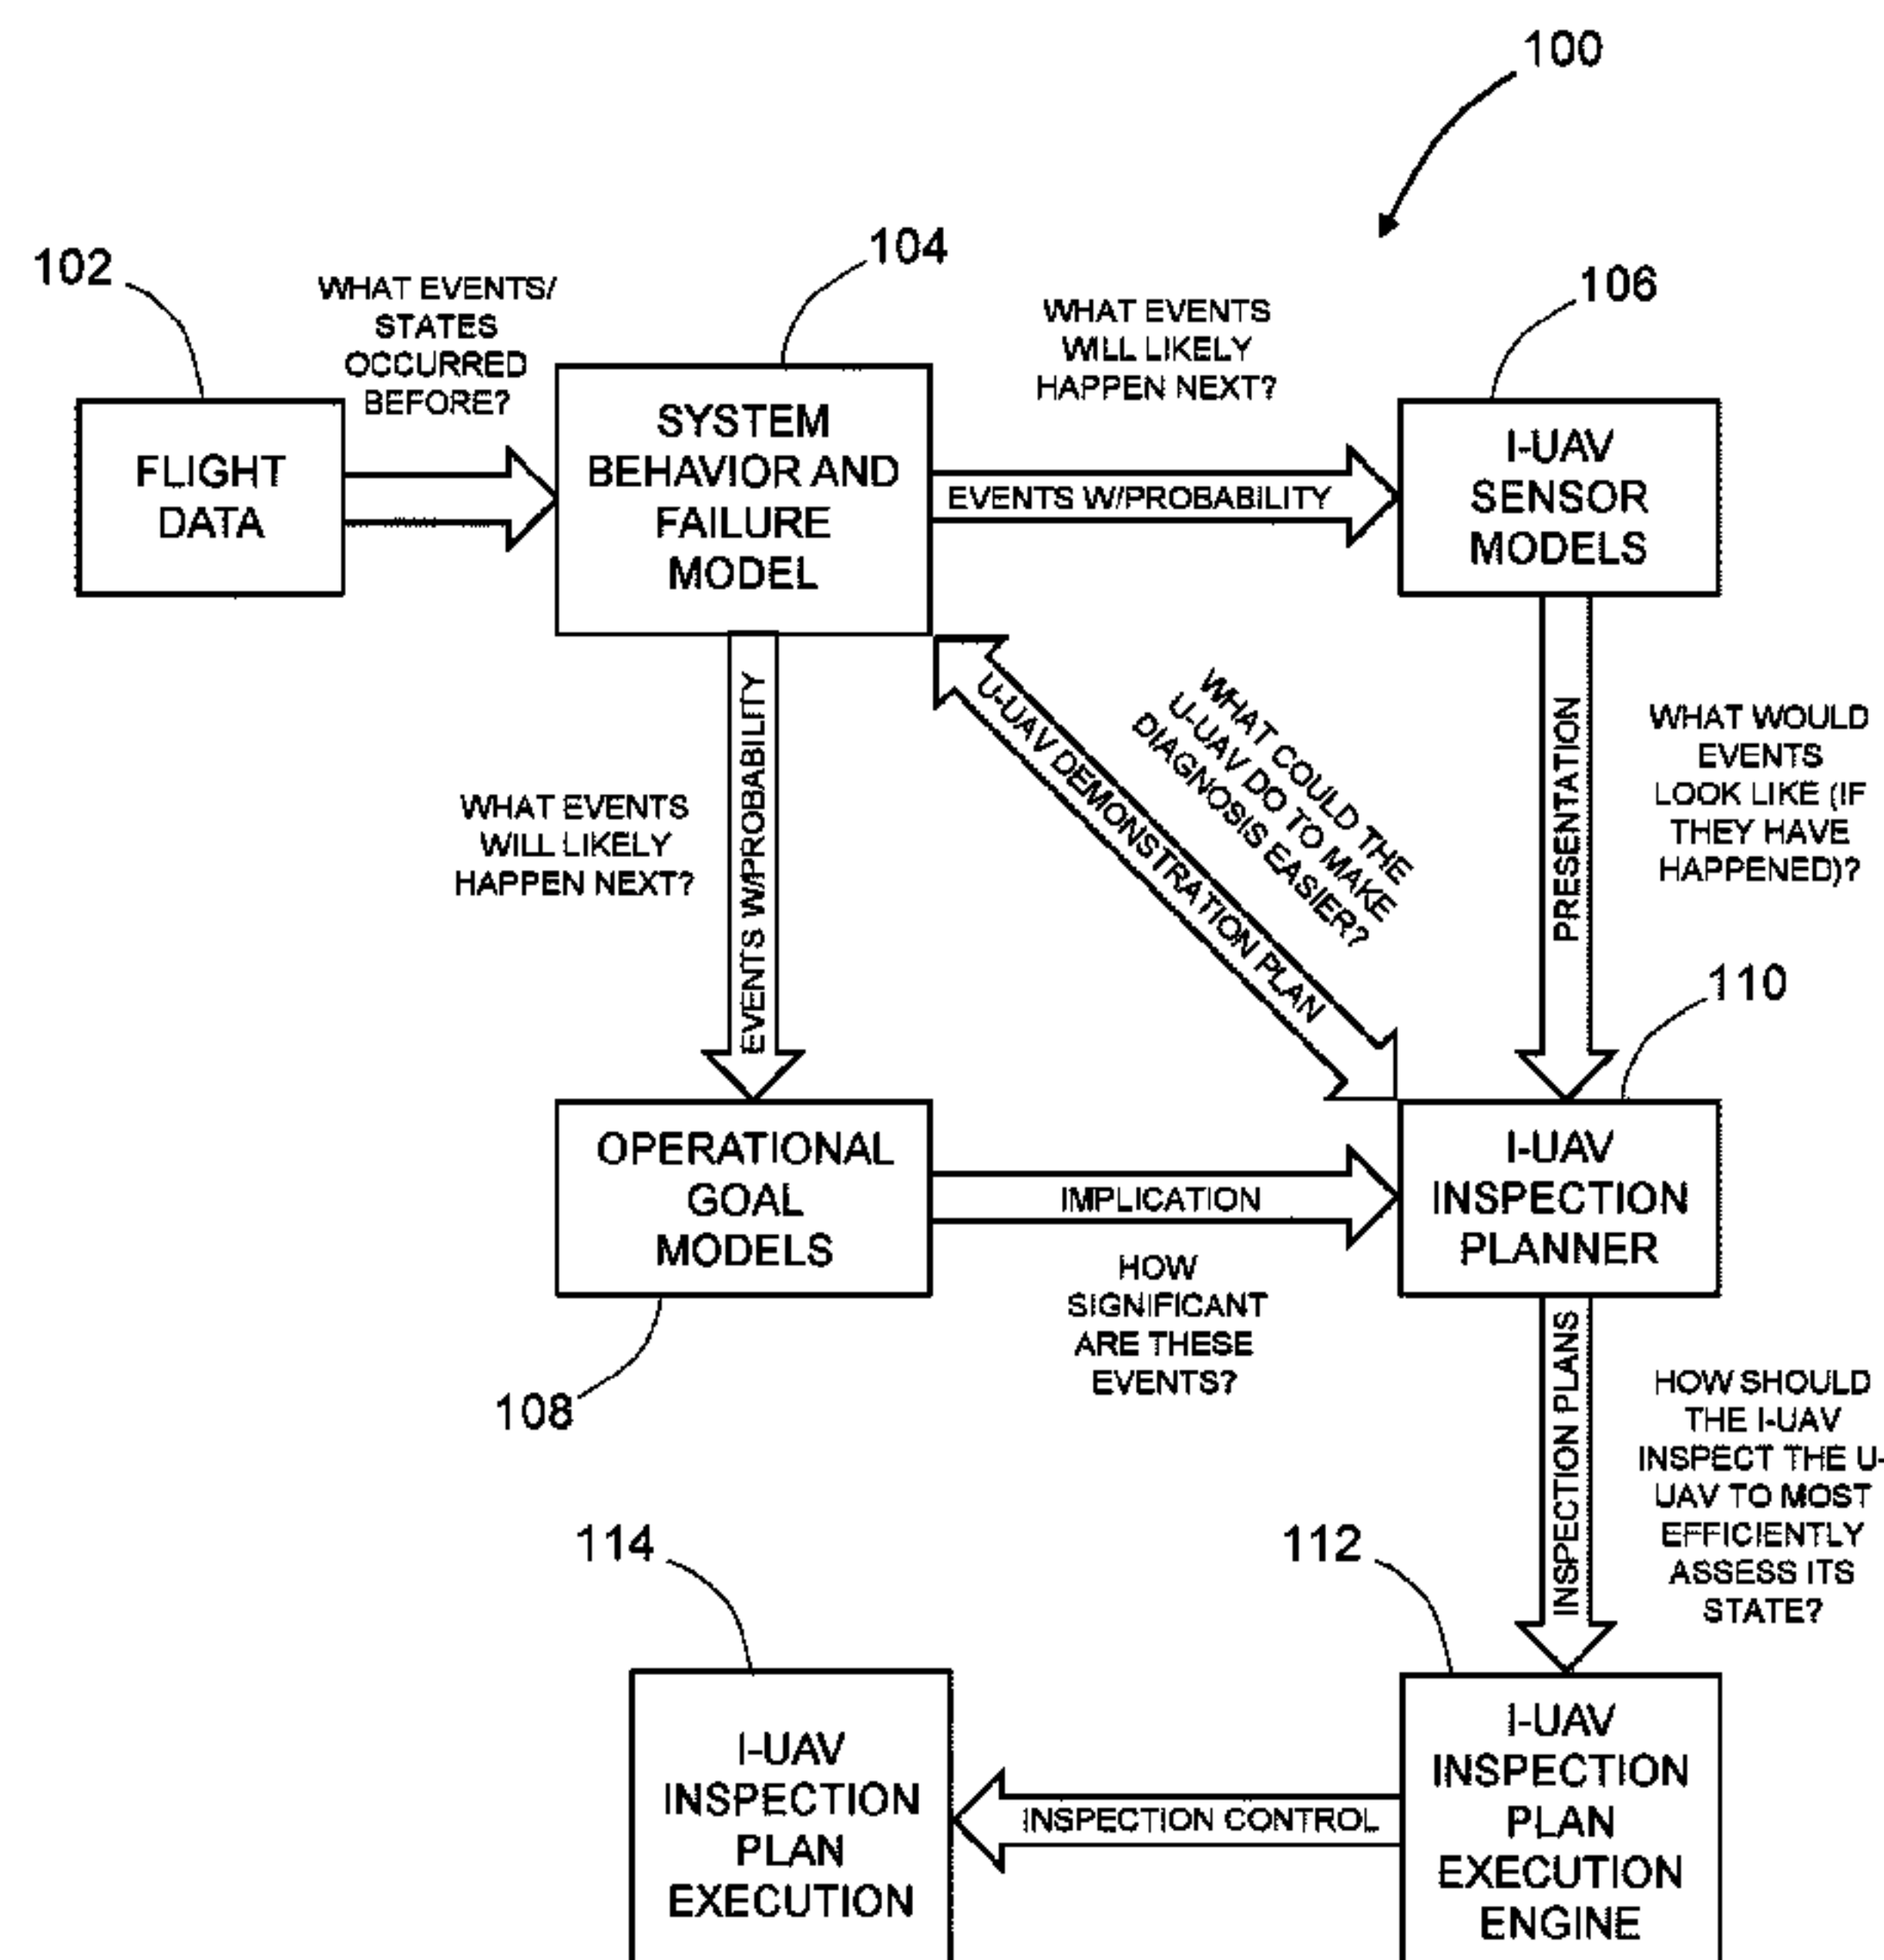 100
102
WHAT EVENTS/
STATES
OCCURRED
BEFORE?
104
WHAT EVENTS
WILL LIKELY
HAPPEN NEXT?
106
FLIGHT
DATA
SYSTEM
BEHAVIOR AND
FAILURE
MODEL
EVENTS W/PROBABILITY
I-UAV
SENSOR
MODELS
WHAT EVENTS
WILL LIKELY
HAPPEN NEXT?
EVENTS W/PROBABILITY
U-UAV DEMONSTRATION PLAN
WHAT COULD THE
U-UAV DO TO MAKE
DIAGNOSIS EASIER?
PRESENTATION
WHAT WOULD
EVENTS
LOOK LIKE (IF
THEY HAVE
HAPPENED)?
110
OPERATIONAL
GOAL
MODELS
IMPLICATION
I-UAV
INSPECTION
PLANNER
HOW
SIGNIFICANT
ARE THESE
EVENTS?
108
INSPECTION PLANS
HOW SHOULD
THE I-UAV
INSPECT THE U-
UAV TO MOST
EFFICIENTLY
ASSESS ITS
STATE?
114
112
I-UAV
INSPECTION
PLAN
EXECUTION
INSPECTION CONTROL
I-UAV
INSPECTION
PLAN
EXECUTION
ENGINE